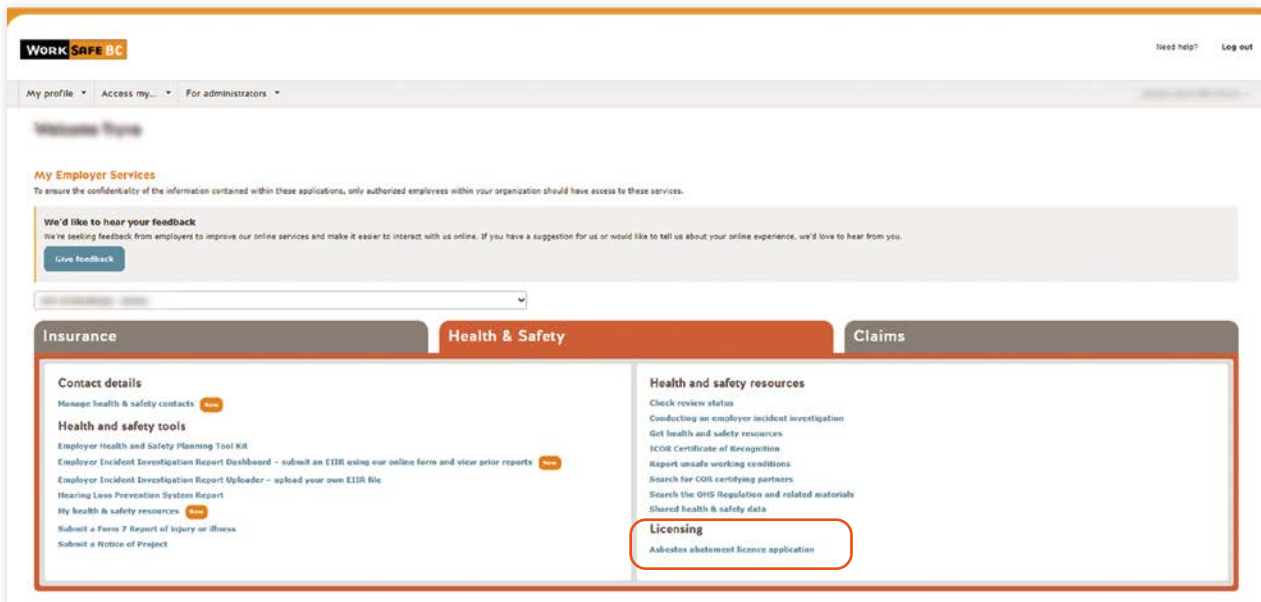 WORK SAFE BC
Need help? Log out
My profile Access my... For administrators
My Employer Services
To ensure the confidentiality of the information contained within these applications, only authorized employees within your organization should have access to these services.
We'd like to hear your feedback
We're seeking feedback from employers to improve our online services and make it easier to interact with us online. If you have a suggestion for us or would like to tell us about your online experience, we'd love to hear from you.
Give feedback
Insurance
Health & Safety
Claims
Contact details
Manage health & safety contacts New
Health and safety tools
Employer Health and Safety Planning Tool Kit
Employer Incident Investigation Report Dashboard – submit an EIIR using our online form and view prior reports New
Employer Incident Investigation Report Uploader – upload your own EIIR file
Hearing Loss Prevention System Report
My health & safety resources New
Submit a Form 7 Report of injury or illness
Submit a Notice of Project
Health and safety resources
Check review status
Conducting an employer incident investigation
Get health and safety resources
ICOR Certificate of Recognition
Report unsafe working conditions
Search for COR certifying partners
Search the OHS Regulation and related materials
Shared health & safety data
Licensing
Asbestos abatement licence application